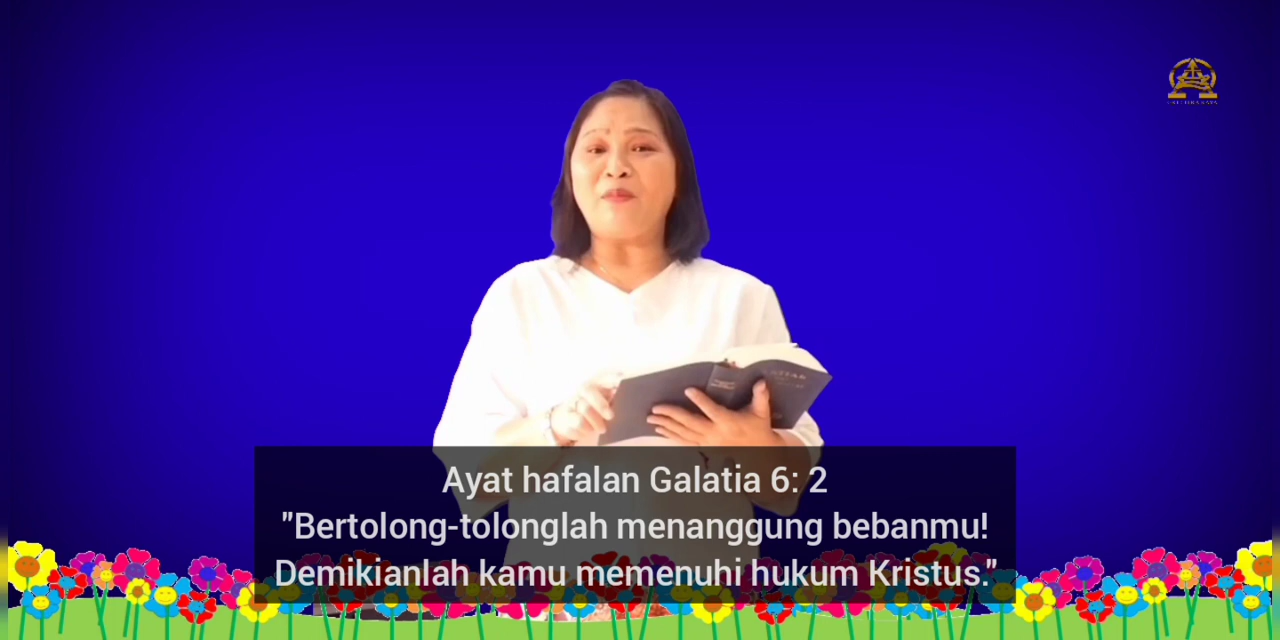 Ayat hafalan Galatia 6: 2
"Bertolong-tolonglah menanggung bebanmu!
Demikianlah kamu memenuhi hukum Kristus."